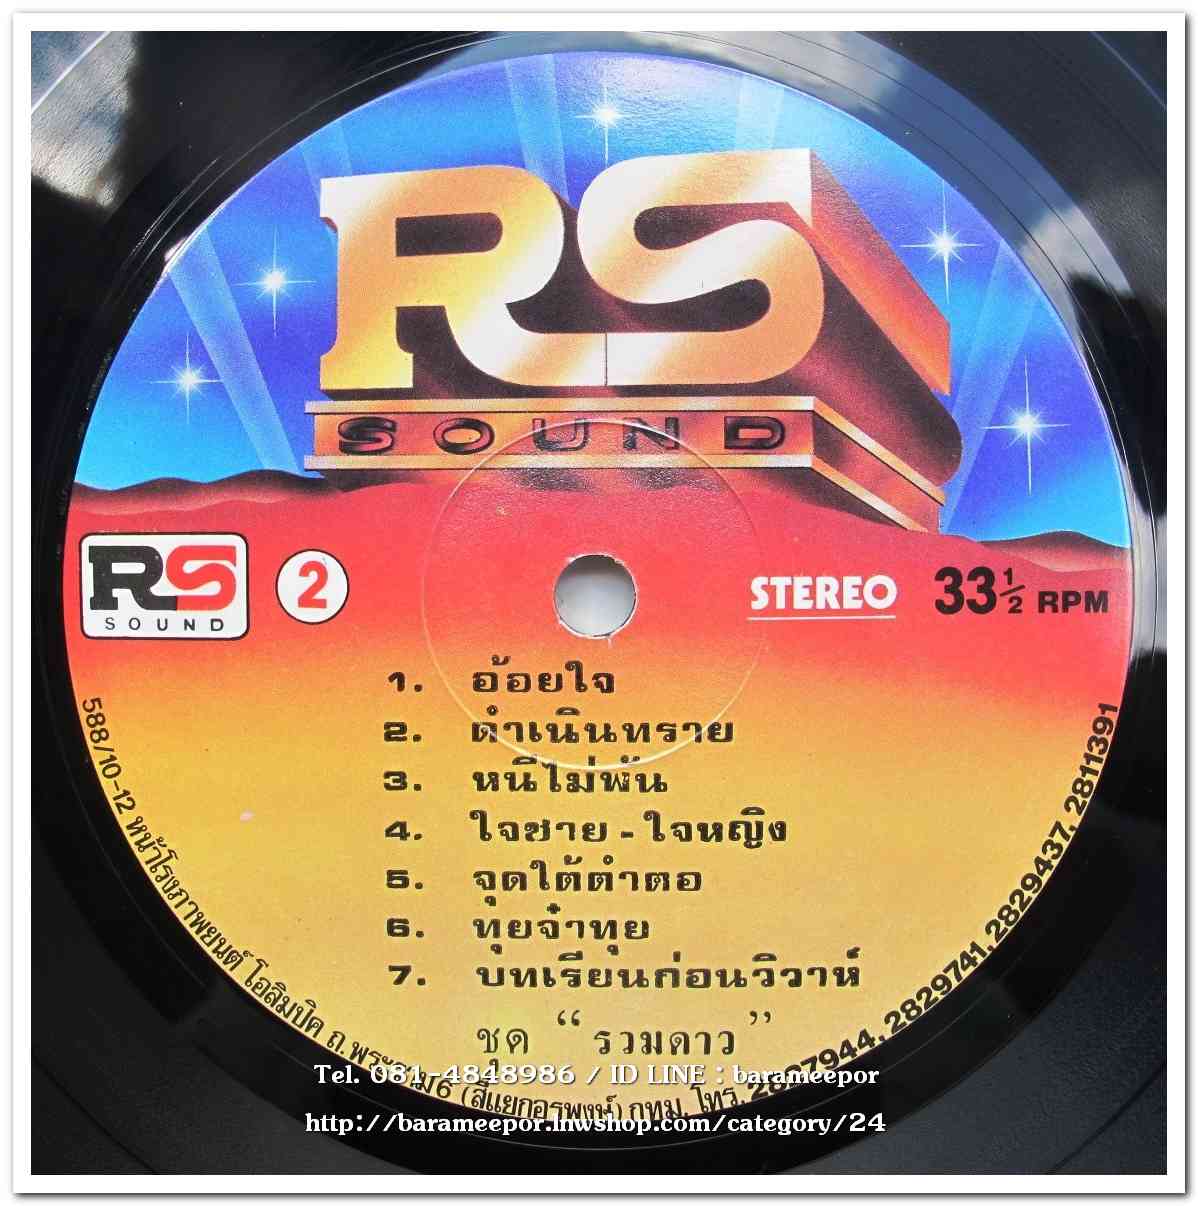 RS
SOUND
RS
SOUND
2
STEREO
33 1/2 RPM
1. อ้อยใจ
2. ดำเนินทราย
3. หนีไม่พ้น
4. ใจชาย - ใจหญิง
5. จุดใต้ตำตอ
6. ทุยจ๋าทุย
7. บทเรียนก่อนวิวาห์
ชุด “ รวมดาว ”
588/10-12 หน้าโรงภาพยนต์ โอลิมปิค ถ.พระราม6 (สี่แยกอุรุพงษ์) กทม. โทร. 2829741, 2829437, 2811391
Tel. 081-4848986 / ID LINE : barameepor
http://barameepor.lnwshop.com/category/24